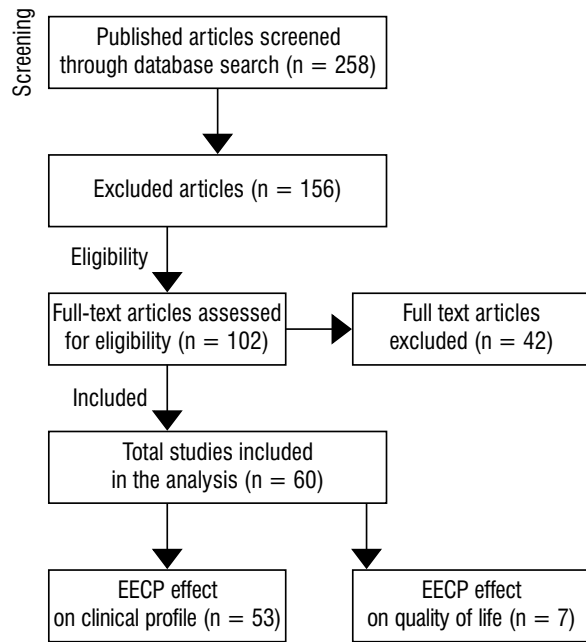 Screening
Published articles screened
through database search (n = 258)
Excluded articles (n = 156)
Eligibility
Full-text articles assessed
for eligibility (n = 102)
Full text articles
excluded (n = 42)
Included
Total studies included
in the analysis (n = 60)
EECP effect
on clinical profile (n = 53)
EECP effect
on quality of life (n = 7)